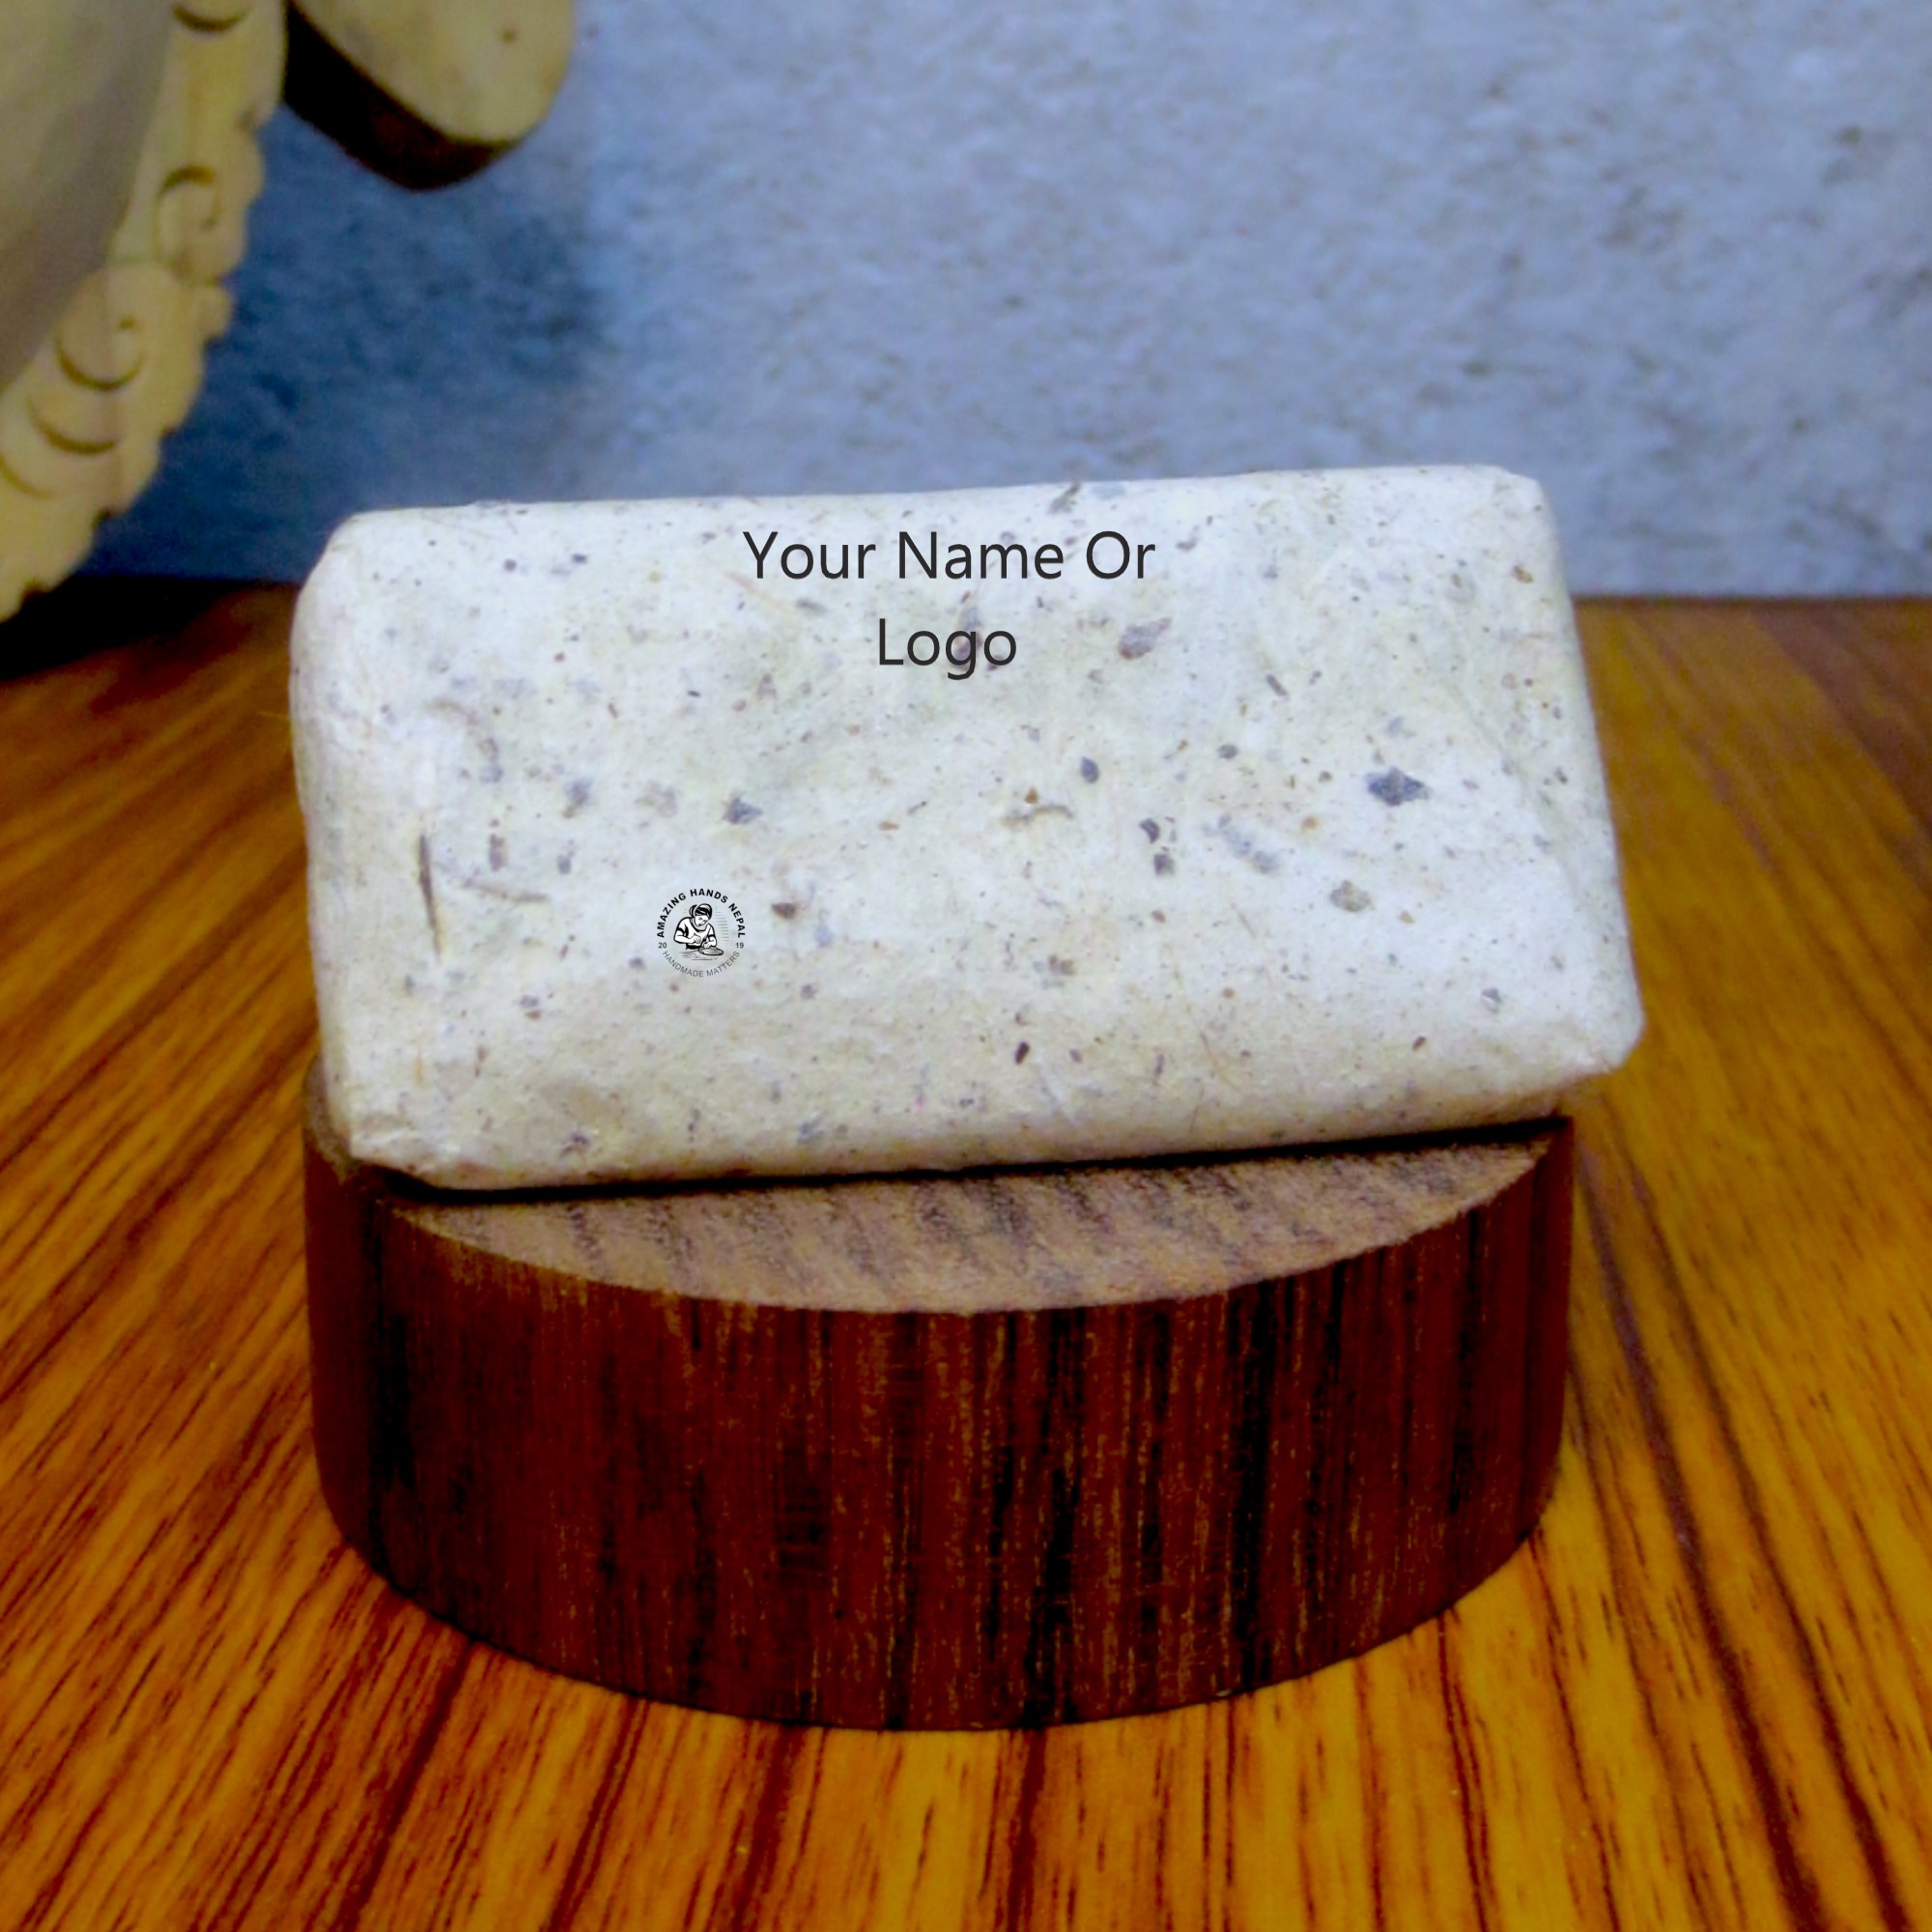 Your Name Or
Logo
AMAZING HANDS NEPAL
20 19
HANDMADE MATTERS